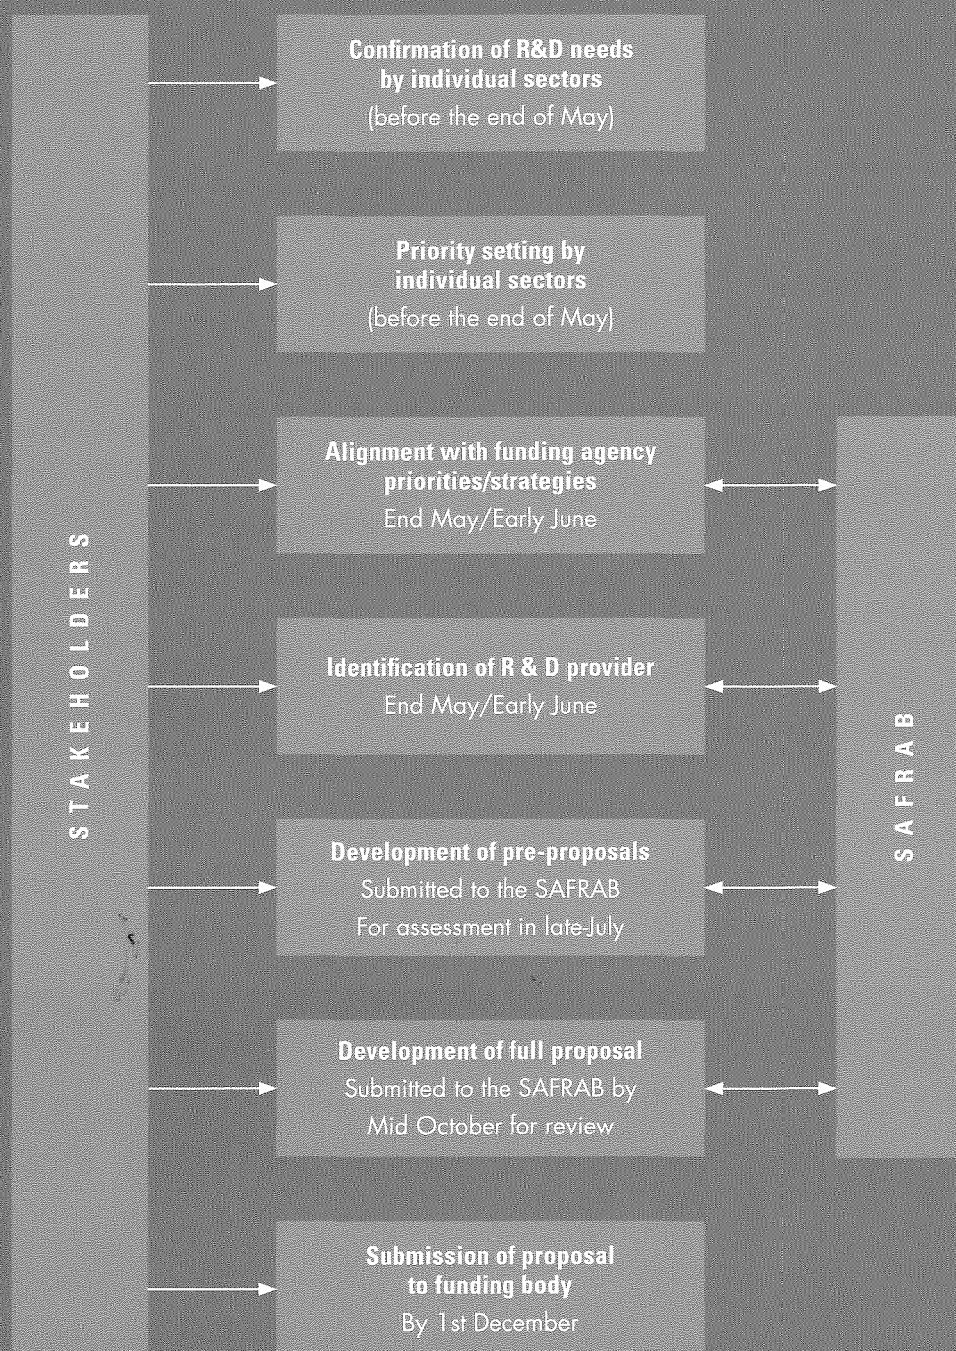 Confirmation of R&D needs
by individual sectors
(before the end of May)
Priority setting by
individual sectors
(before the end of May)
Alignment with funding agency
priorities/strategies
End May/Early June
Identification of R & D provider
End May/Early June
Development of pre-proposals
Submitted to the SAFRAB
For assessment in late-July
Development of full proposal
Submitted to the SAFRAB by
Mid October for review
Submission of proposal
to funding body
By 1st December
STAKEHOLDERS
SAFRAB